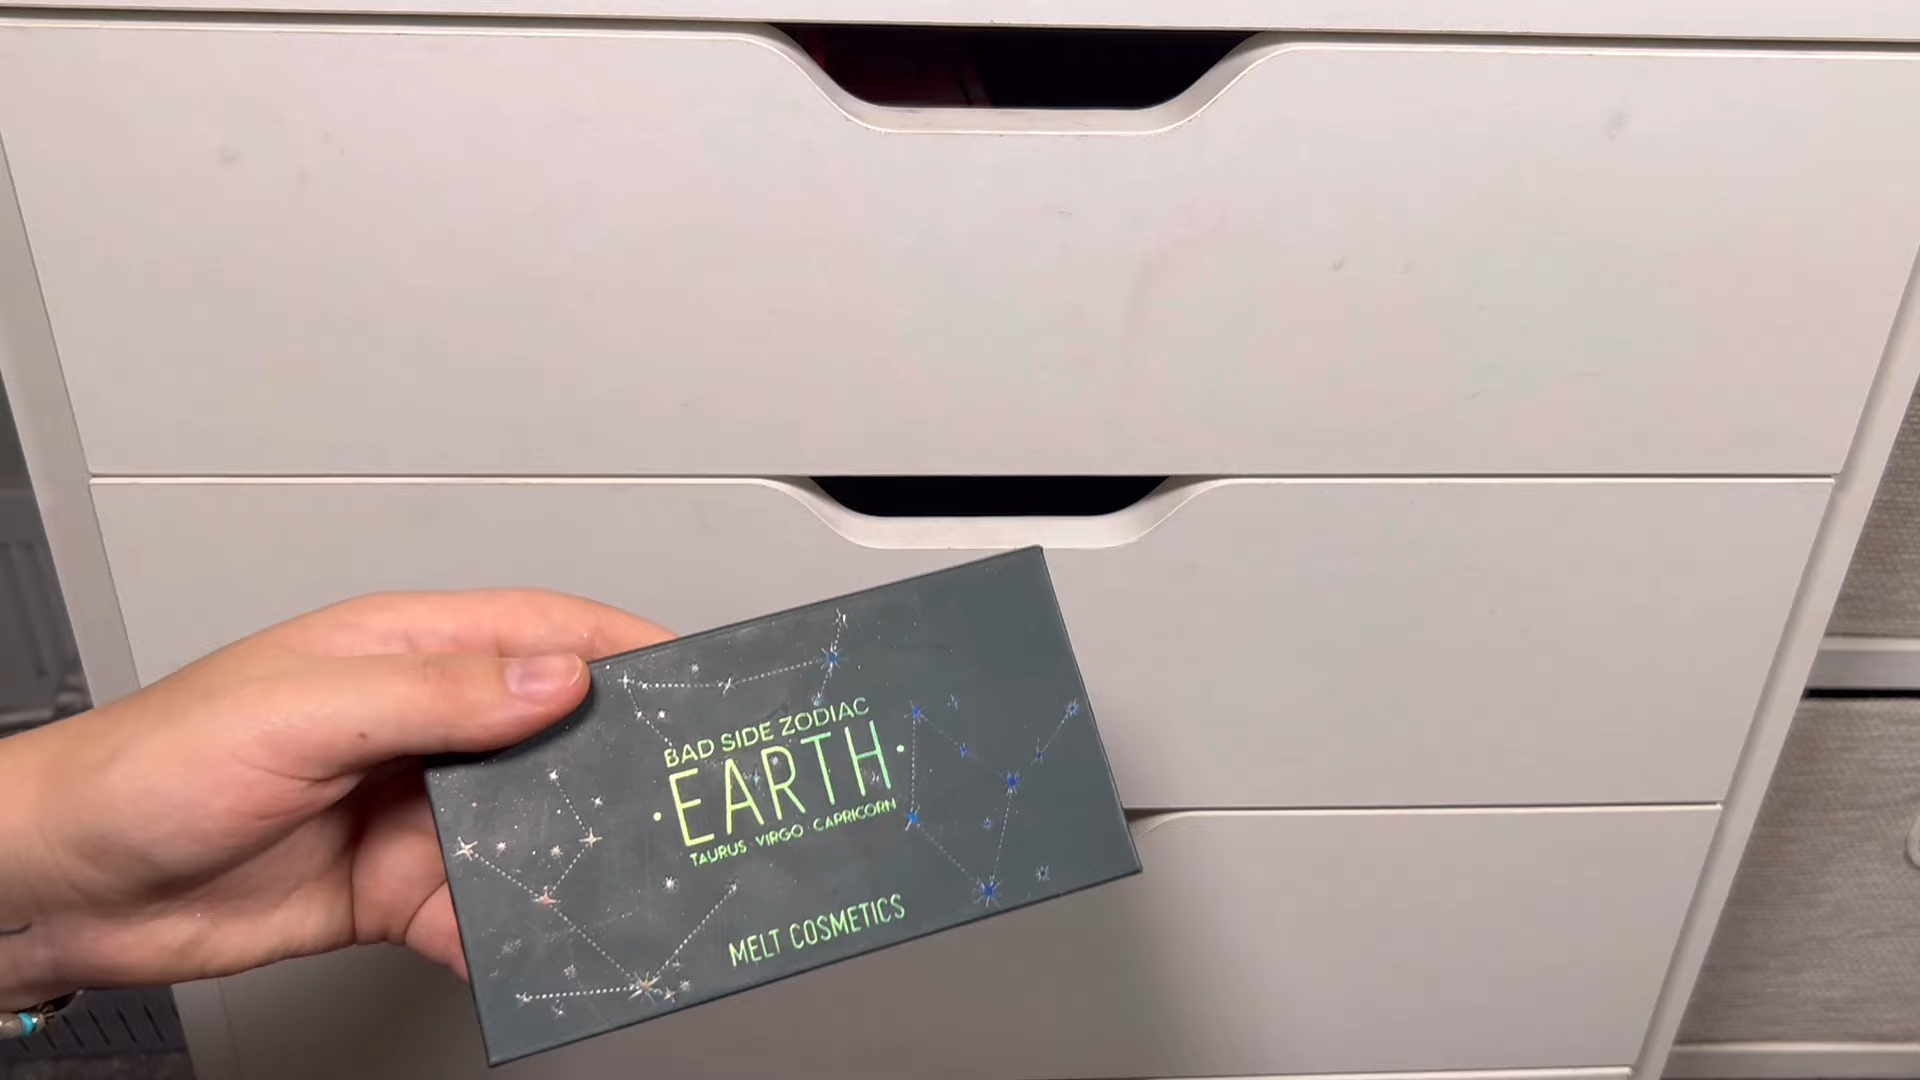 BAD SIDE ZODIAC
· EARTH ·
TAURUS · VIRGO · CAPRICORN
MELT COSMETICS